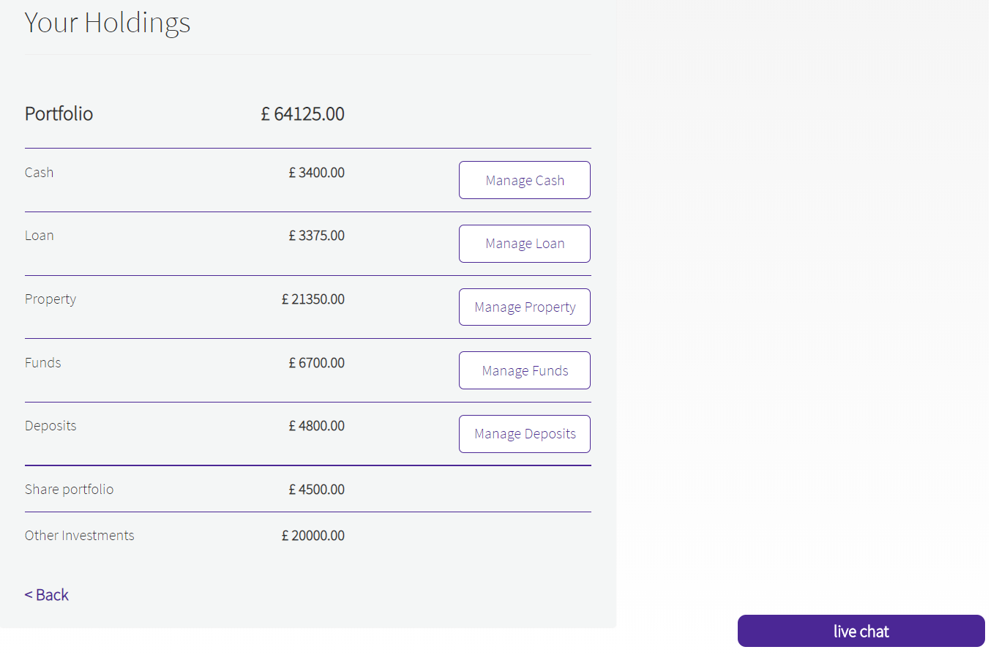 Your Holdings
Portfolio £ 64125.00
Cash £ 3400.00 Manage Cash
Loan £ 3375.00 Manage Loan
Property £ 21350.00 Manage Property
Funds £ 6700.00 Manage Funds
Deposits £ 4800.00 Manage Deposits
Share portfolio £ 4500.00
Other Investments £ 20000.00
< Back
live chat